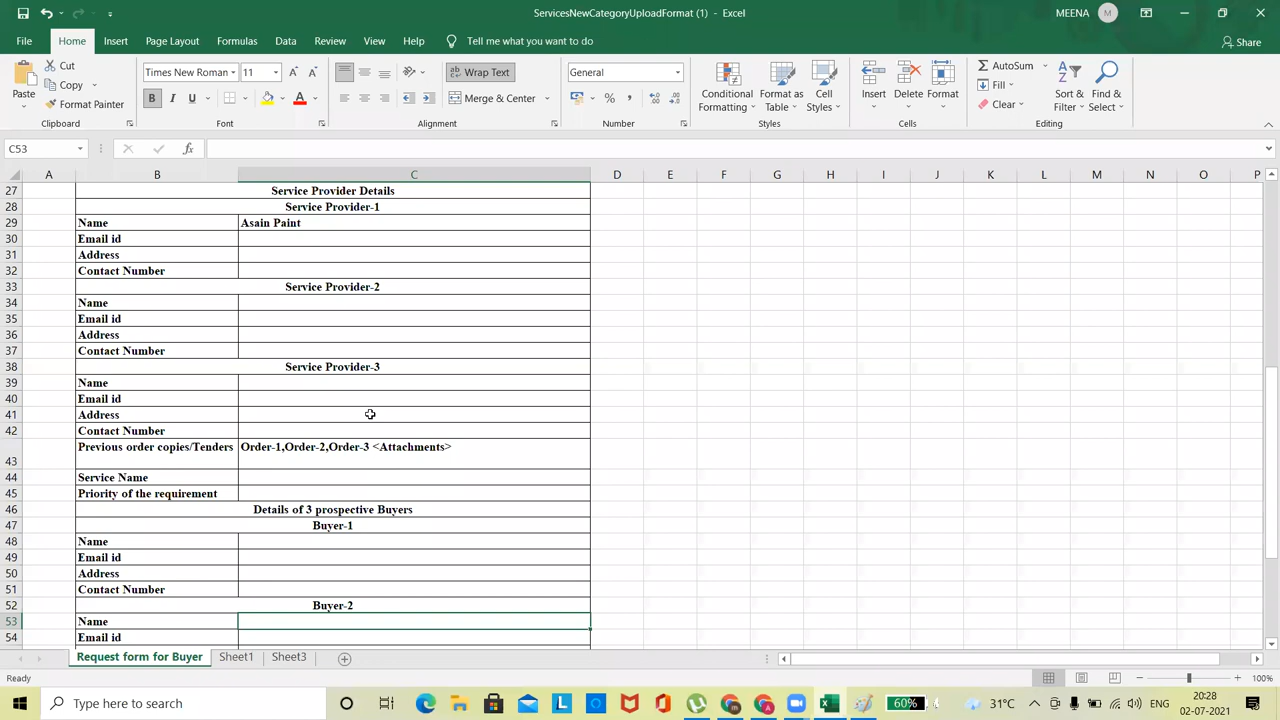 ServicesNewCategoryUploadFormat (1) - Excel
MEENA M
File Home Insert Page Layout Formulas Data Review View Help Tell me what you want to do Share
Paste Cut Copy Format Painter
Clipboard
Times New Roman 11
B I U A
Font
Wrap Text
Merge & Center
Alignment
General
% ,
Number
Conditional Formatting
Format as Table
Cell Styles
Styles
Insert Delete Format
Cells
AutoSum
Fill
Clear
Sort & Filter
Find & Select
Editing
C53 fx
A B C D E F G H I J K L M N O P
27 Service Provider Details
28 Service Provider-1
29 Name Asain Paint
30 Email id
31 Address
32 Contact Number
33 Service Provider-2
34 Name
35 Email id
36 Address
37 Contact Number
38 Service Provider-3
39 Name
40 Email id
41 Address
42 Contact Number
43 Previous order copies/Tenders Order-1,Order-2,Order-3 <Attachments>
44 Service Name
45 Priority of the requirement
46 Details of 3 prospective Buyers
47 Buyer-1
48 Name
49 Email id
50 Address
51 Contact Number
52 Buyer-2
53 Name
54 Email id
Request form for Buyer Sheet1 Sheet3
Ready 100%
Type here to search 60% 31°C ENG 20:28
02-07-2021